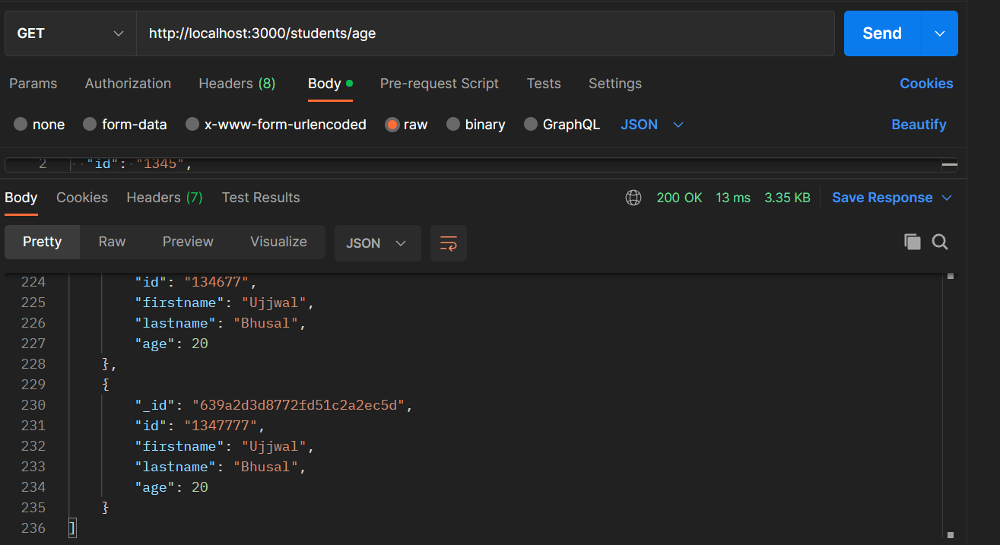 GET http://localhost:3000/students/age Send
Params Authorization Headers (8) Body Pre-request Script Tests Settings Cookies
none form-data x-www-form-urlencoded raw binary GraphQL JSON Beautify
2 "id": "1345",
Body Cookies Headers (7) Test Results 200 OK 13 ms 3.35 KB Save Response
Pretty Raw Preview Visualize JSON
224 "id": "134677",
225 "firstname": "Ujjwal",
226 "lastname": "Bhusal",
227 "age": 20
228 },
229 {
230 "_id": "639a2d3d8772fd51c2a2ec5d",
231 "id": "1347777",
232 "firstname": "Ujjwal",
233 "lastname": "Bhusal",
234 "age": 20
235 }
236 ]